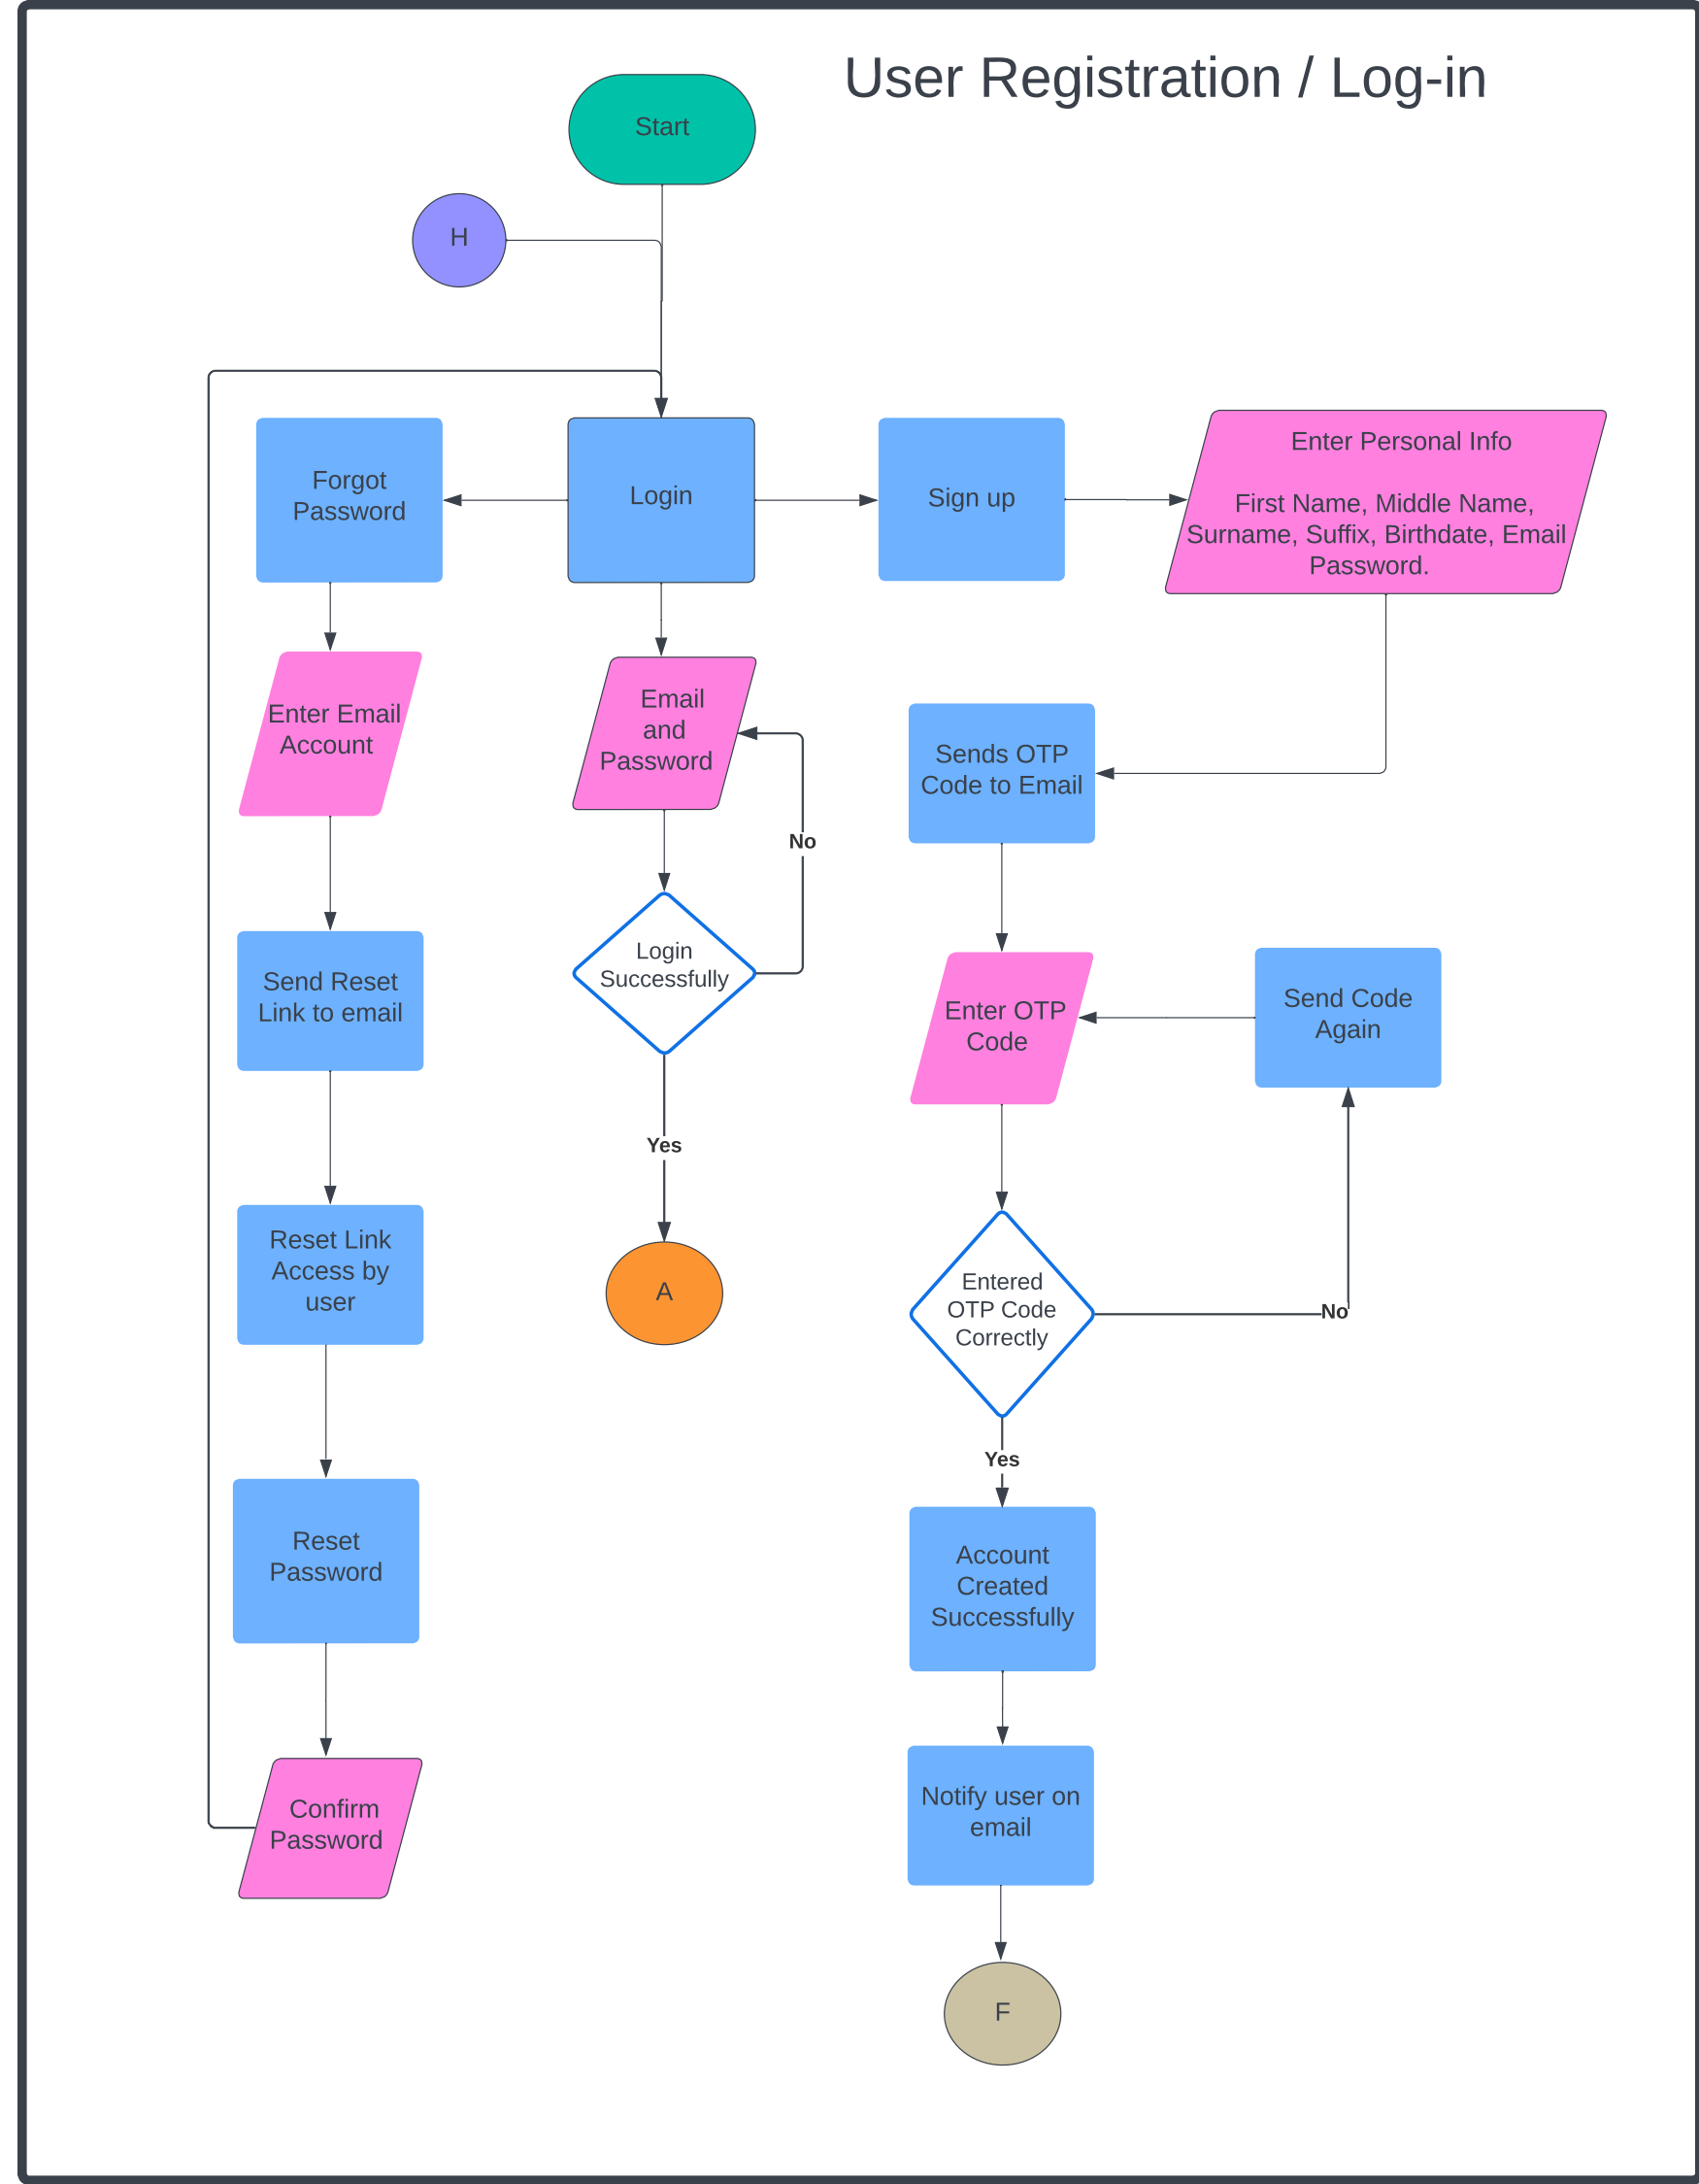 User Registration / Log-in
Start
H
Forgot
Password
Login
Sign up
Enter Personal Info
First Name, Middle Name,
Surname, Suffix, Birthdate, Email
Password.
Enter Email
Account
Email
and
Password
Sends OTP
Code to Email
No
Login
Successfully
Send Reset
Link to email
Enter OTP
Code
Send Code
Again
Yes
Reset Link
Access by
user
A
Entered
OTP Code
Correctly
No
Yes
Reset
Password
Account
Created
Successfully
Confirm
Password
Notify user on
email
F